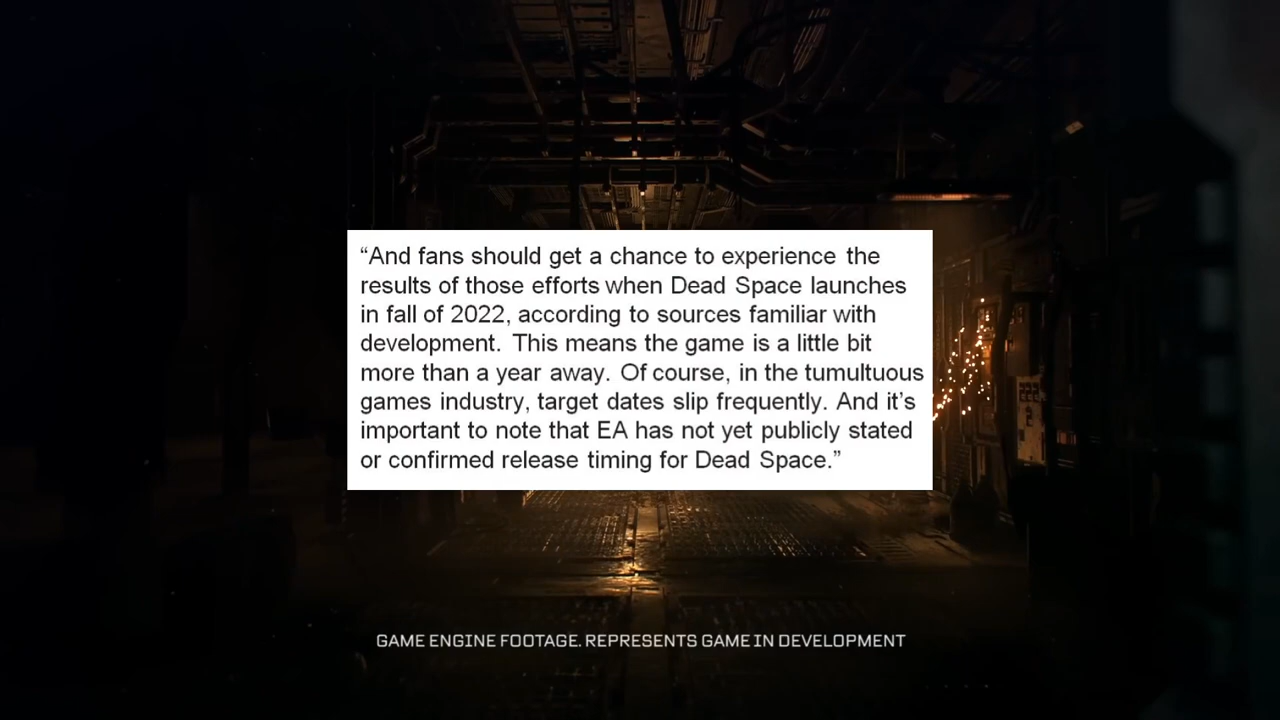 “And fans should get a chance to experience the
results of those efforts when Dead Space launches
in fall of 2022, according to sources familiar with
development. This means the game is a little bit
more than a year away. Of course, in the tumultuous
games industry, target dates slip frequently. And it’s
important to note that EA has not yet publicly stated
or confirmed release timing for Dead Space.”
GAME ENGINE FOOTAGE. REPRESENTS GAME IN DEVELOPMENT